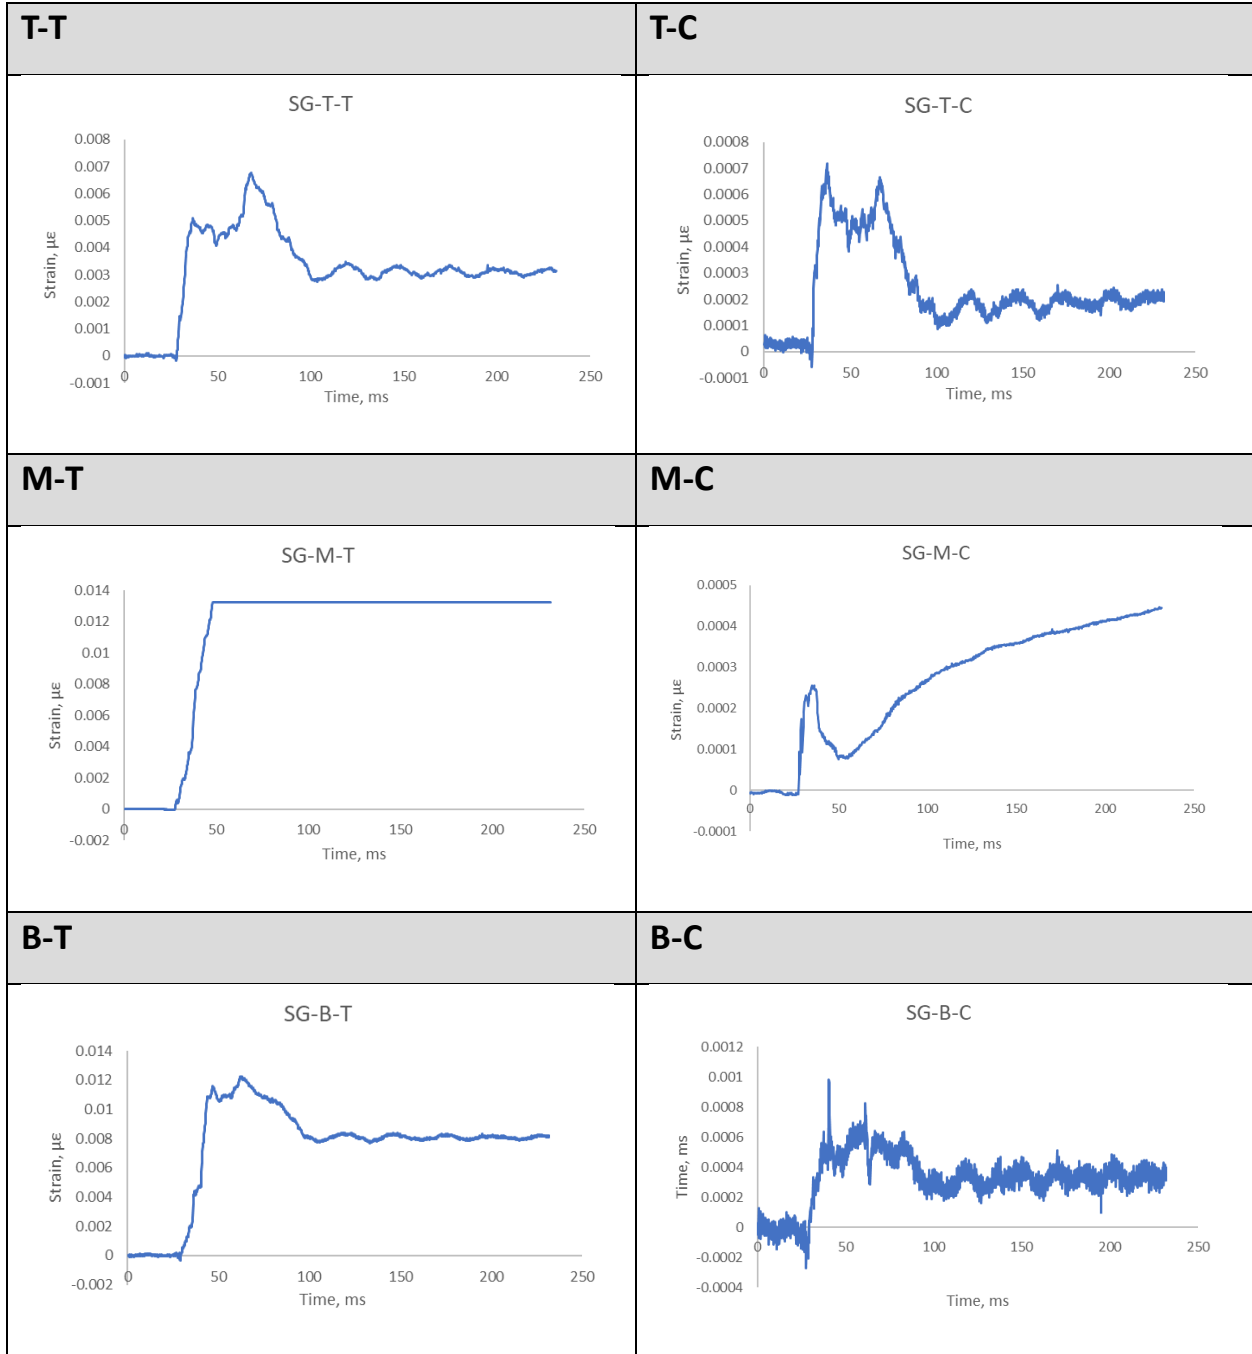 T-T
T-C
SG-T-T
0.008
0.007
0.006
0.005
0.004
0.003
0.002
0.001
0
-0.001
0 50 100 150 200 250
Strain, με
Time, ms
SG-T-C
0.0008
0.0007
0.0006
0.0005
0.0004
0.0003
0.0002
0.0001
0
-0.0001
0 50 100 150 200 250
Strain, με
Time, ms
M-T
M-C
SG-M-T
0.014
0.012
0.01
0.008
0.006
0.004
0.002
0
-0.002
0 50 100 150 200 250
Strain, με
Time, ms
SG-M-C
0.0005
0.0004
0.0003
0.0002
0.0001
0
-0.0001
0 50 100 150 200 250
Strain, με
Time, ms
B-T
B-C
SG-B-T
0.014
0.012
0.01
0.008
0.006
0.004
0.002
0
-0.002
0 50 100 150 200 250
Strain, με
Time, ms
SG-B-C
0.0012
0.001
0.0008
0.0006
0.0004
0.0002
0
-0.0002
-0.0004
0 50 100 150 200 250
Time, ms
Time, ms